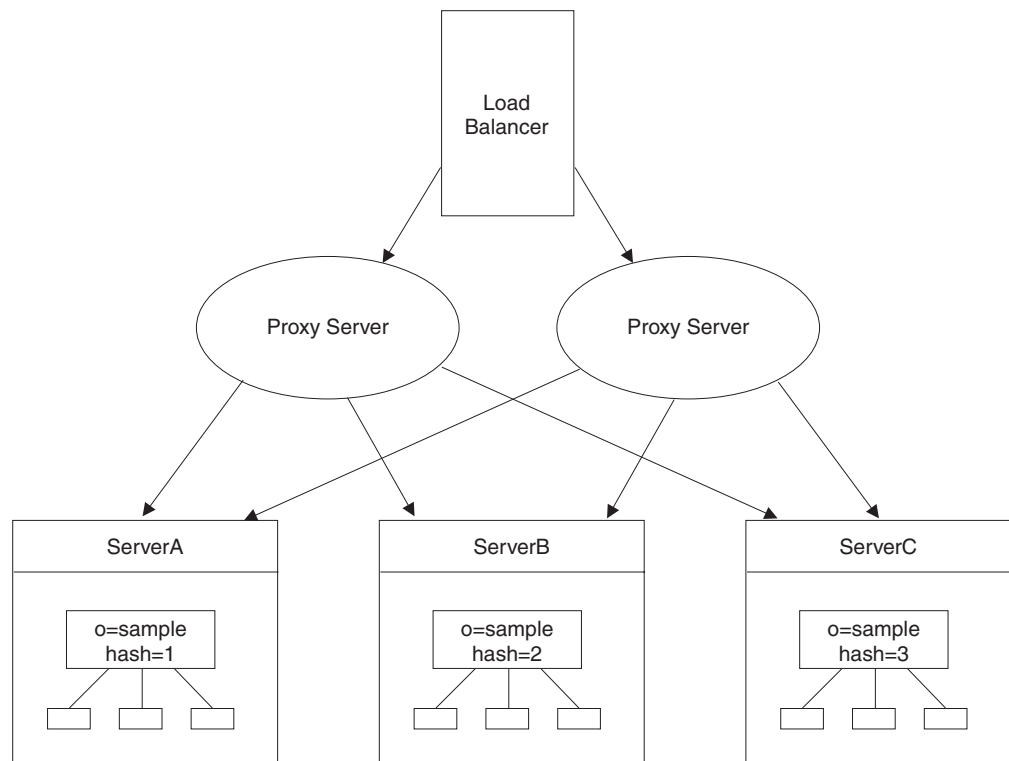 Load
Balancer
Proxy Server
Proxy Server
ServerA
ServerB
ServerC
o=sample
hash=1
o=sample
hash=2
o=sample
hash=3